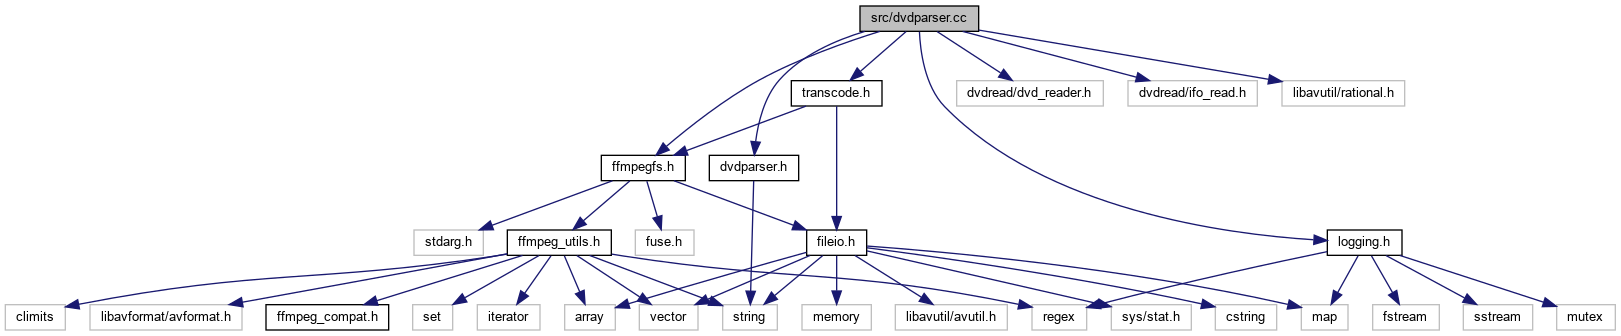 src/dvdparser.cc
transcode.h
dvdread/dvd_reader.h
dvdread/ifo_read.h
libavutil/rational.h
ffmpegfs.h
dvdparser.h
stdarg.h
ffmpeg_utils.h
fuse.h
fileio.h
logging.h
climits
libavformat/avformat.h
ffmpeg_compat.h
set
iterator
array
vector
string
memory
libavutil/avutil.h
regex
sys/stat.h
cstring
map
fstream
sstream
mutex